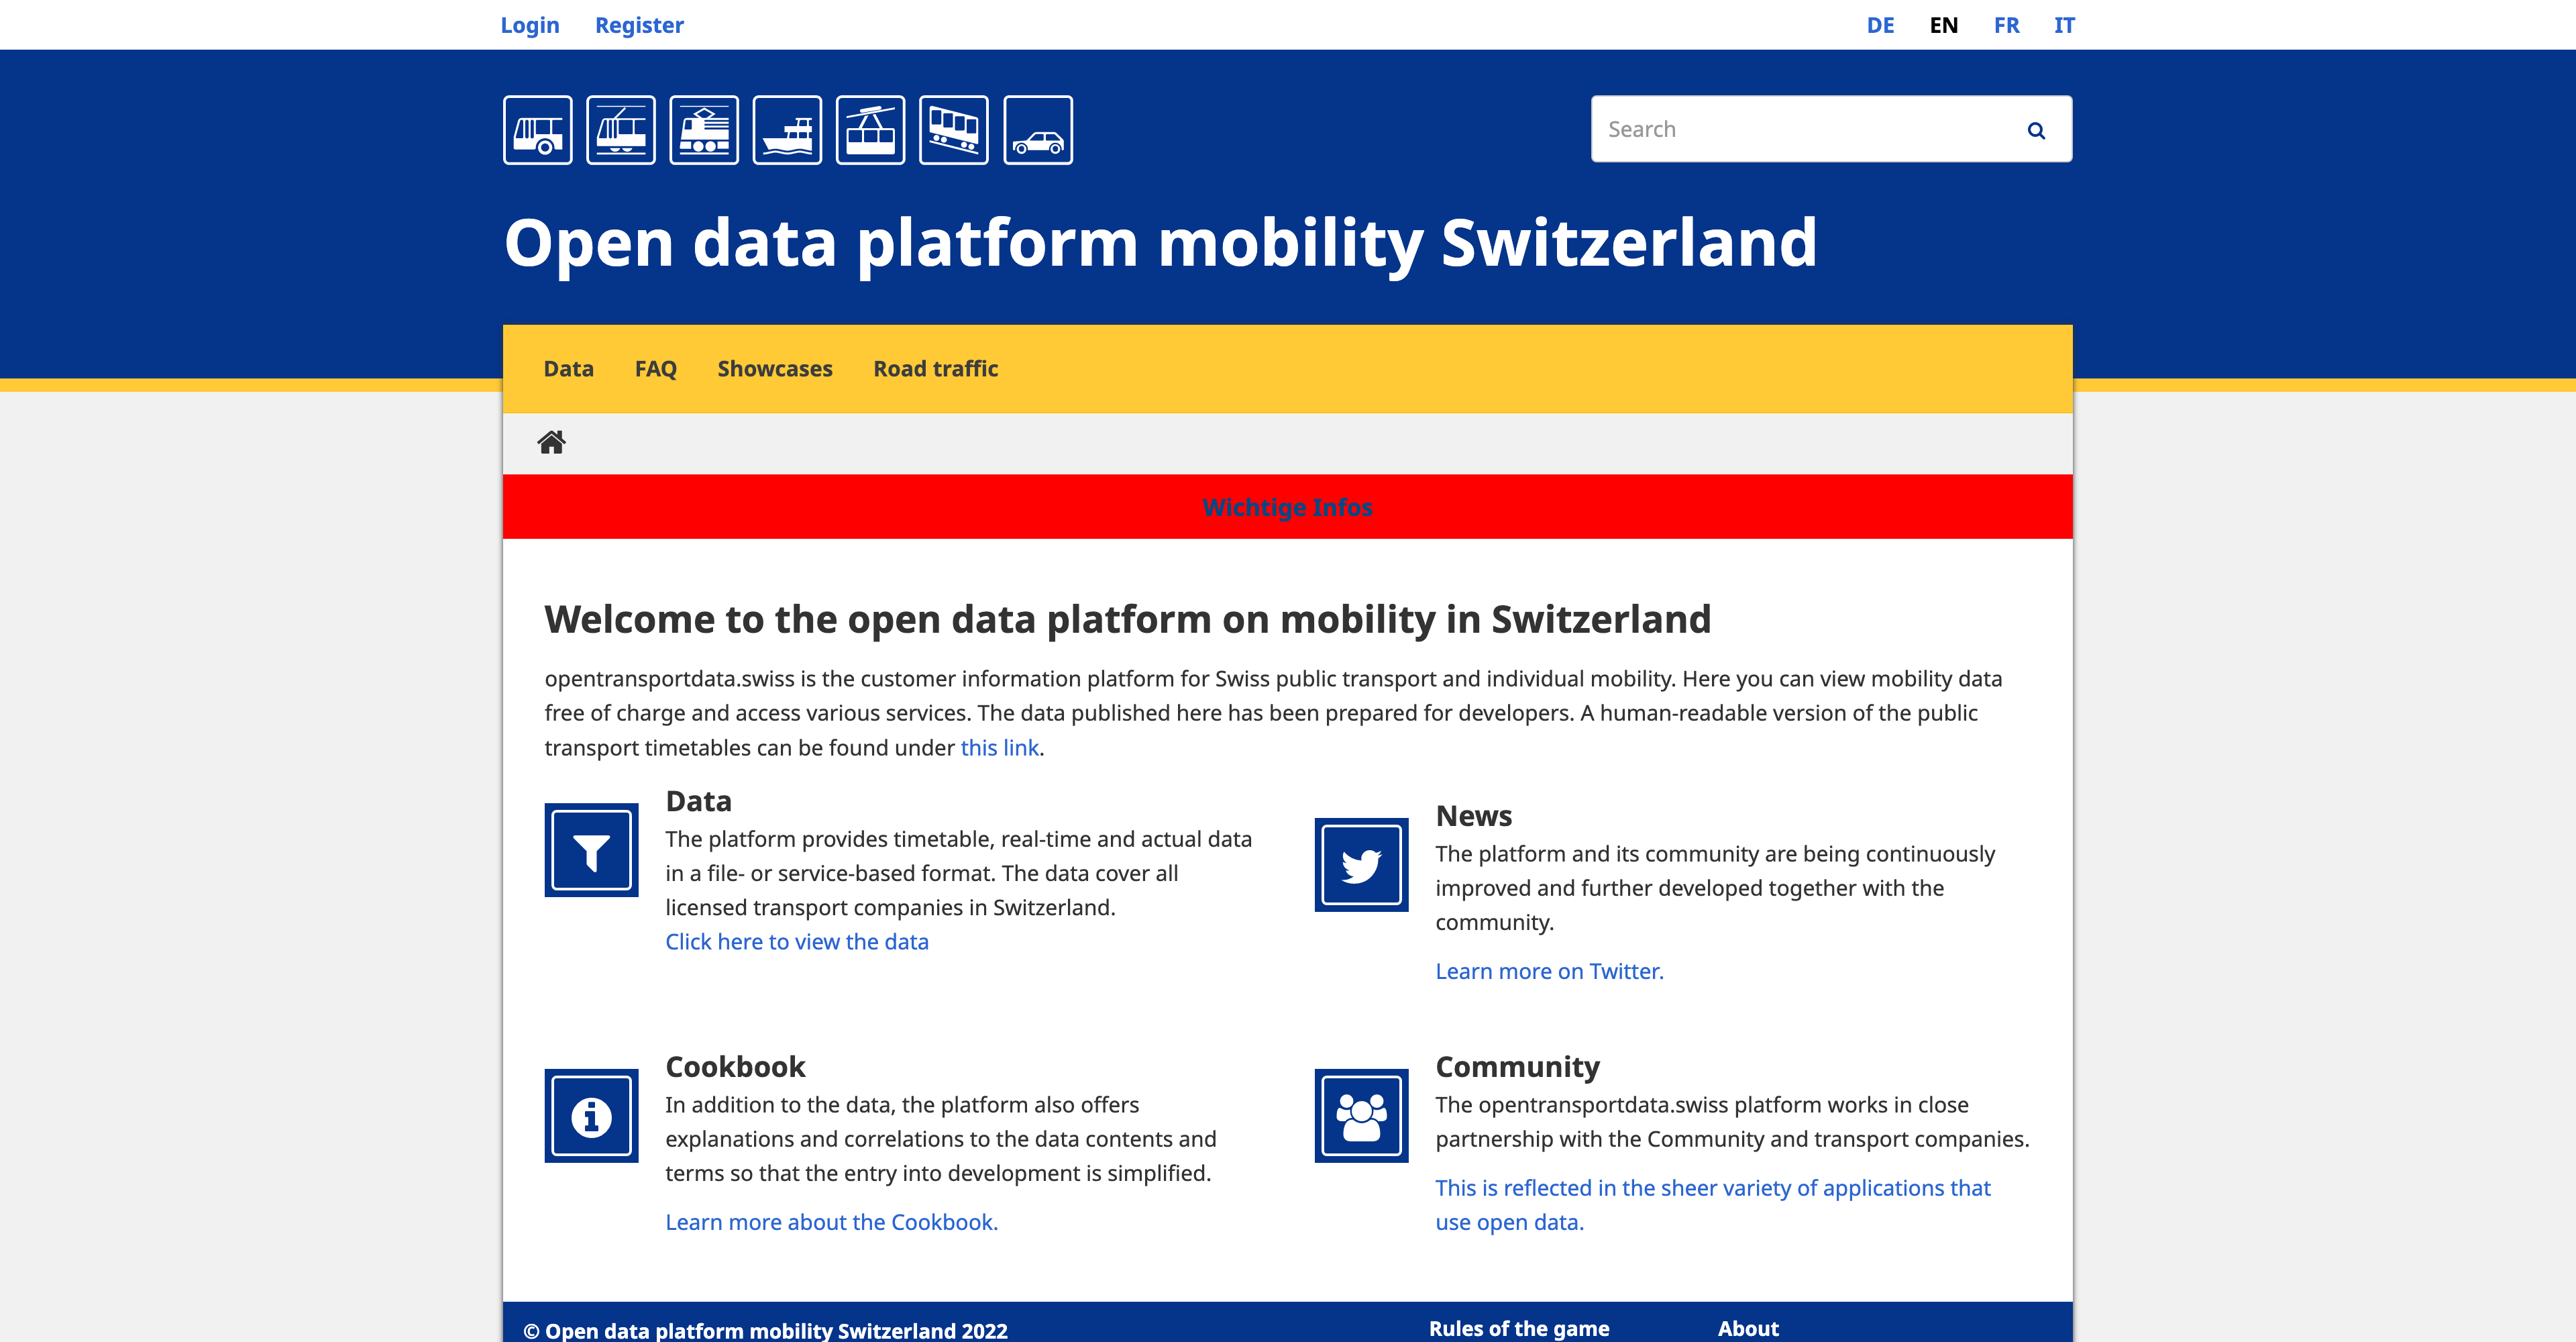 Login Register DE EN FR IT
Search
Open data platform mobility Switzerland
Data FAQ Showcases Road traffic
Wichtige Infos
Welcome to the open data platform on mobility in Switzerland
opentransportdata.swiss is the customer information platform for Swiss public transport and individual mobility. Here you can view mobility data
free of charge and access various services. The data published here has been prepared for developers. A human-readable version of the public
transport timetables can be found under this link.
Data
The platform provides timetable, real-time and actual data
in a file- or service-based format. The data cover all
licensed transport companies in Switzerland.
Click here to view the data
News
The platform and its community are being continuously
improved and further developed together with the
community.
Learn more on Twitter.
Cookbook
In addition to the data, the platform also offers
explanations and correlations to the data contents and
terms so that the entry into development is simplified.
Learn more about the Cookbook.
Community
The opentransportdata.swiss platform works in close
partnership with the Community and transport companies.
This is reflected in the sheer variety of applications that
use open data.
© Open data platform mobility Switzerland 2022 Rules of the game About